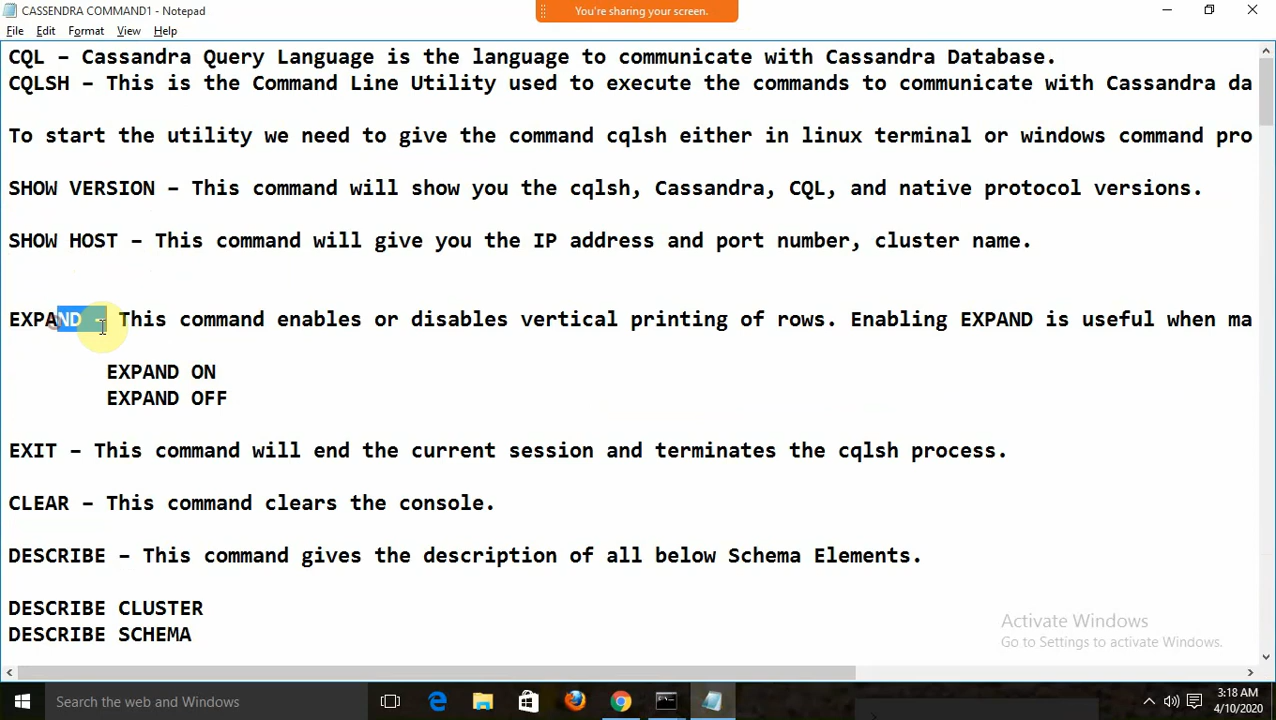 CASSENDRA COMMAND1 - Notepad
You're sharing your screen.
File Edit Format View Help
CQL – Cassandra Query Language is the language to communicate with Cassandra Database.
CQLSH – This is the Command Line Utility used to execute the commands to communicate with Cassandra da
To start the utility we need to give the command cqlsh either in linux terminal or windows command pro
SHOW VERSION – This command will show you the cqlsh, Cassandra, CQL, and native protocol versions.
SHOW HOST – This command will give you the IP address and port number, cluster name.
EXPAND – This command enables or disables vertical printing of rows. Enabling EXPAND is useful when ma
EXPAND ON
EXPAND OFF
EXIT – This command will end the current session and terminates the cqlsh process.
CLEAR – This command clears the console.
DESCRIBE – This command gives the description of all below Schema Elements.
DESCRIBE CLUSTER
DESCRIBE SCHEMA
Activate Windows
Go to Settings to activate Windows.
Search the web and Windows
3:18 AM
4/10/2020